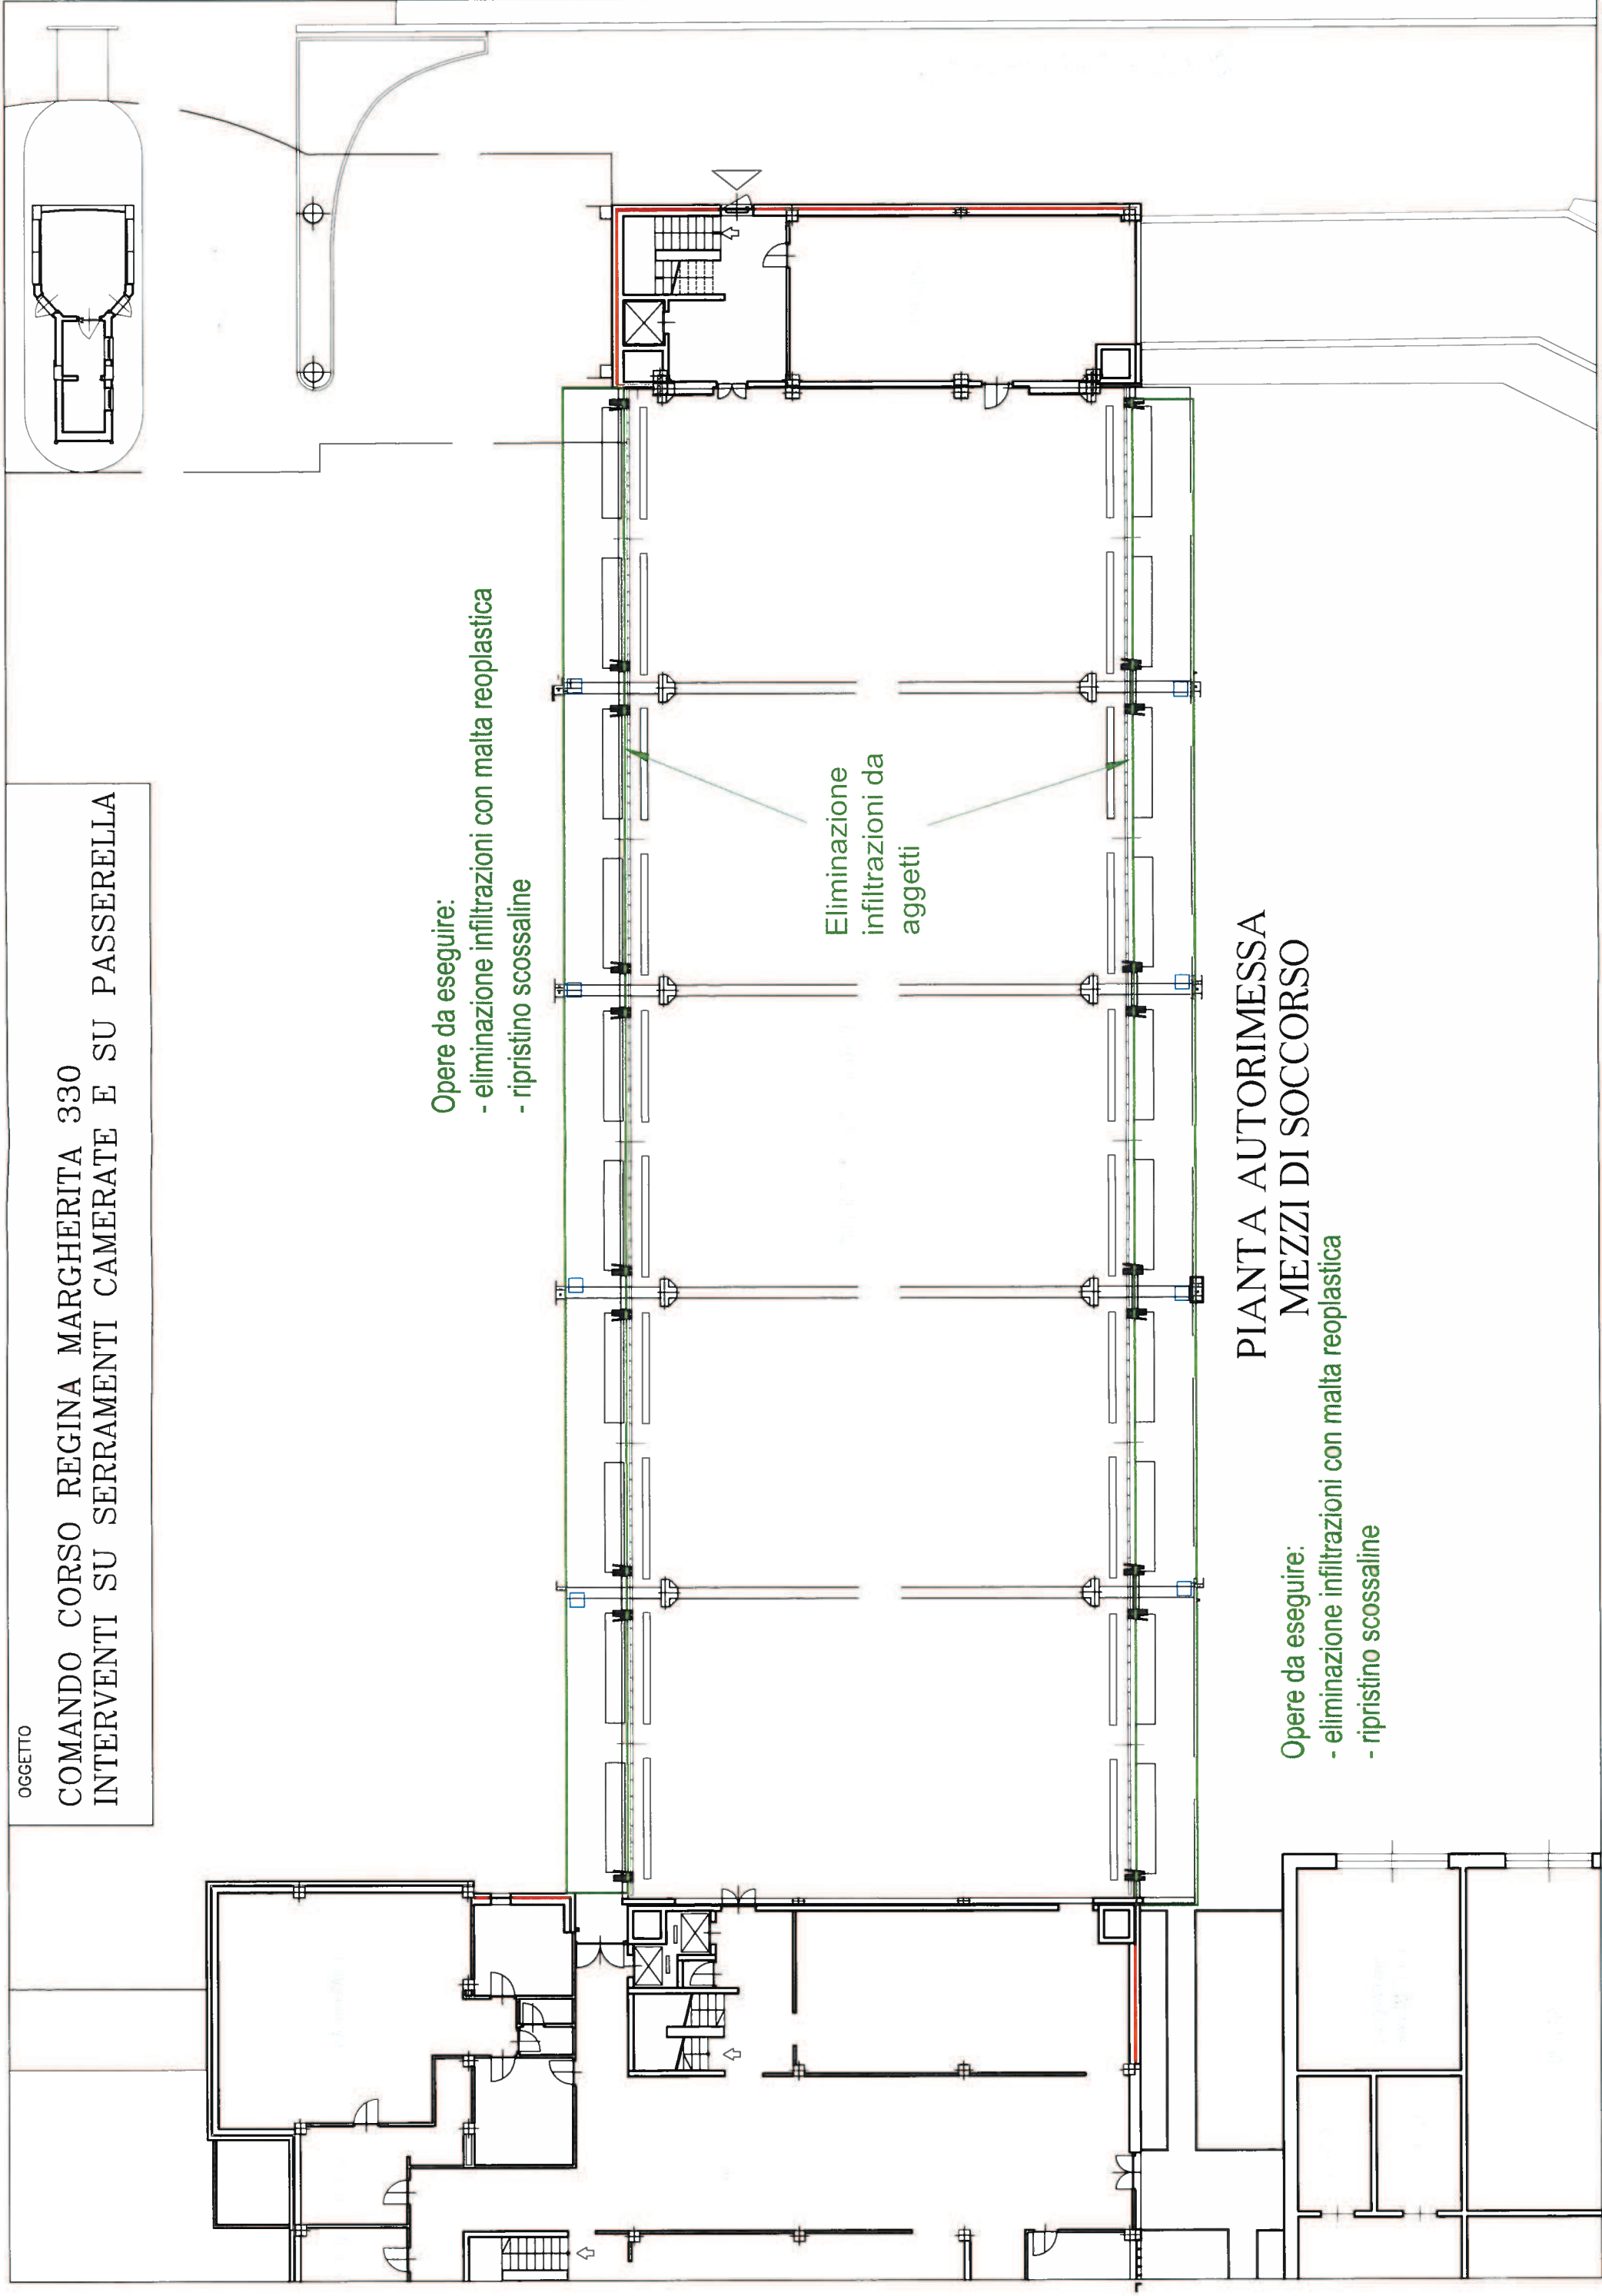 OGGETTO
COMANDO CORSO REGINA MARGHERITA 330
INTERVENTI SU SERRAMENTI CAMERATE E SU PASSERELLA
Opere da eseguire:
- eliminazione infiltrazioni con malta reoplastica
- ripristino scossaline
Eliminazione
infiltrazioni da
aggetti
PIANTA AUTORIMESSA
MEZZI DI SOCCORSO
Opere da eseguire:
- eliminazione infiltrazioni con malta reoplastica
- ripristino scossaline